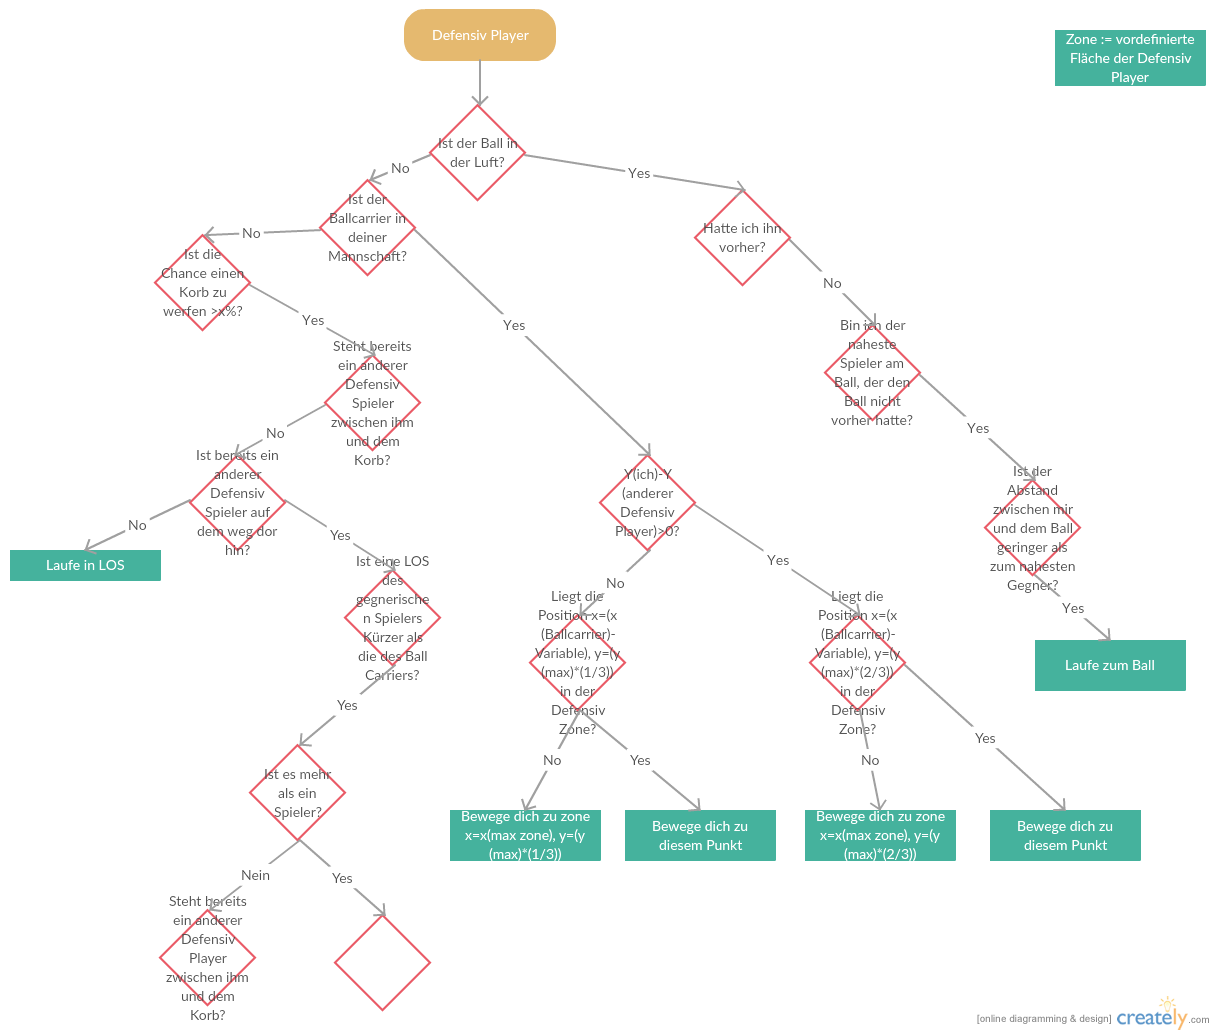 Defensiv Player
Zone := vordefinierte
Fläche der Defensiv
Player
Ist der Ball in
der Luft?
No
Yes
Ist der
Ballcarrier in
deiner
Mannschaft?
Hatte ich ihn
vorher?
No
Yes
No
Ist die
Chance einen
Korb zu
werfen >x%?
Yes
Bin ich der
naheste
Spieler am
Ball, der den
Ball nicht
vorher hatte?
Yes
Steht bereits
ein anderer
Defensiv
Spieler
zwischen ihm
und dem
Korb?
No
Ist bereits ein
anderer
Defensiv
Spieler auf
dem weg dor
hin?
Y(ich)-Y
(anderer
Defensiv
Player)>0?
Ist der
Abstand
zwischen mir
und dem Ball
geringer als
zum nahesten
Gegner?
No
Yes
Laufe in LOS
Ist eine LOS
des
gegnerische
n Spielers
Kürzer als
die des Ball
Carriers?
No
Yes
Yes
Liegt die
Position x=(x
(Ballcarrier)-
Variable), y=(y
(max)*(1/3))
in der
Defensiv
Zone?
Liegt die
Position x=(x
(Ballcarrier)-
Variable), y=(y
(max)*(2/3))
in der
Defensiv
Zone?
Laufe zum Ball
Yes
Ist es mehr
als ein
Spieler?
No
Yes
No
Yes
Bewege dich zu zone
x=x(max zone), y=(y
(max)*(1/3))
Bewege dich zu
diesem Punkt
Bewege dich zu zone
x=x(max zone), y=(y
(max)*(2/3))
Bewege dich zu
diesem Punkt
Nein
Yes
Steht bereits
ein anderer
Defensiv
Player
zwischen ihm
und dem
Korb?
[online diagramming & design] creately.com